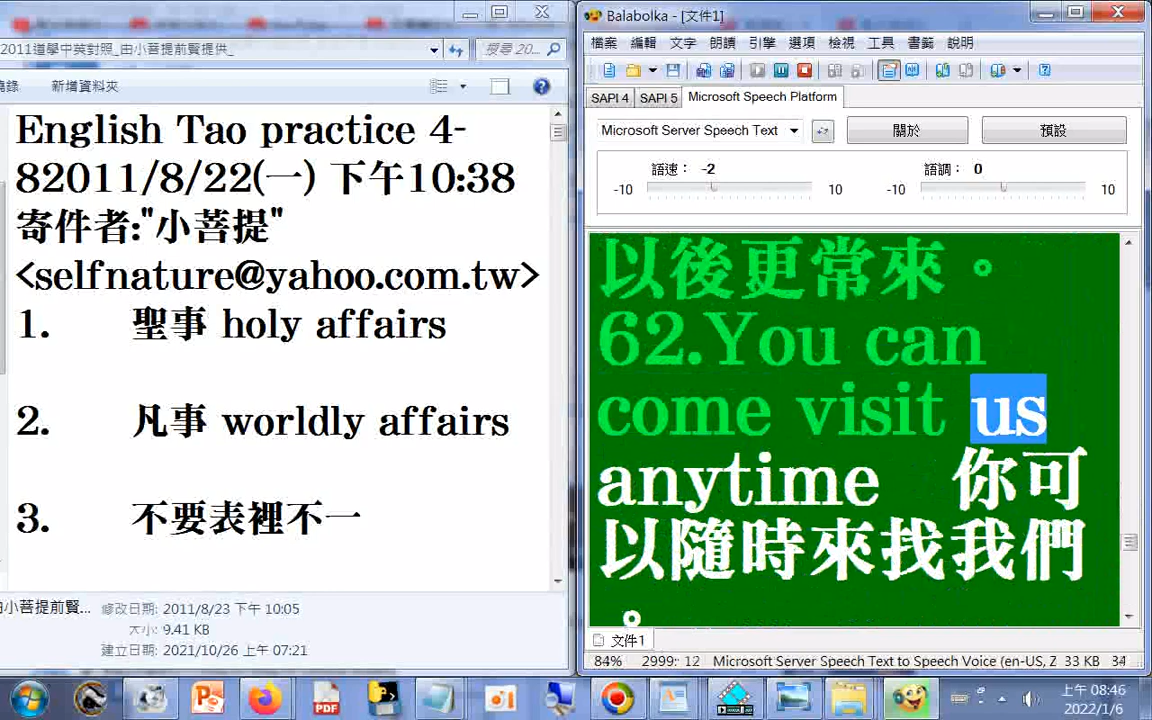 2011道學中英對照_由小菩提前賢提供_
搜尋 20...
新增資料夾
English Tao practice 4-
82011/8/22(一) 下午10:38
寄件者:"小菩提"
<selfnature@yahoo.com.tw>
1. 聖事 holy affairs
2. 凡事 worldly affairs
3. 不要表裡不一
由小菩提前賢... 修改日期: 2011/8/23 下午 10:05
大小: 9.41 KB
建立日期: 2021/10/26 上午 07:21
Balabolka - [文件1]
檔案 編輯 文字 朗讀 引擎 選項 檢視 工具 書籤 說明
SAPI 4 SAPI 5 Microsoft Speech Platform
Microsoft Server Speech Text 關於 預設
語速: -2 語調: 0
-10 10 -10 10
以後更常來。
62.You can
come visit us
anytime 你可
以隨時來找我們
。
文件1
84% 2999: 12 Microsoft Server Speech Text to Speech Voice (en-US, Z 33 KB 34
上午 08:46
2022/1/6